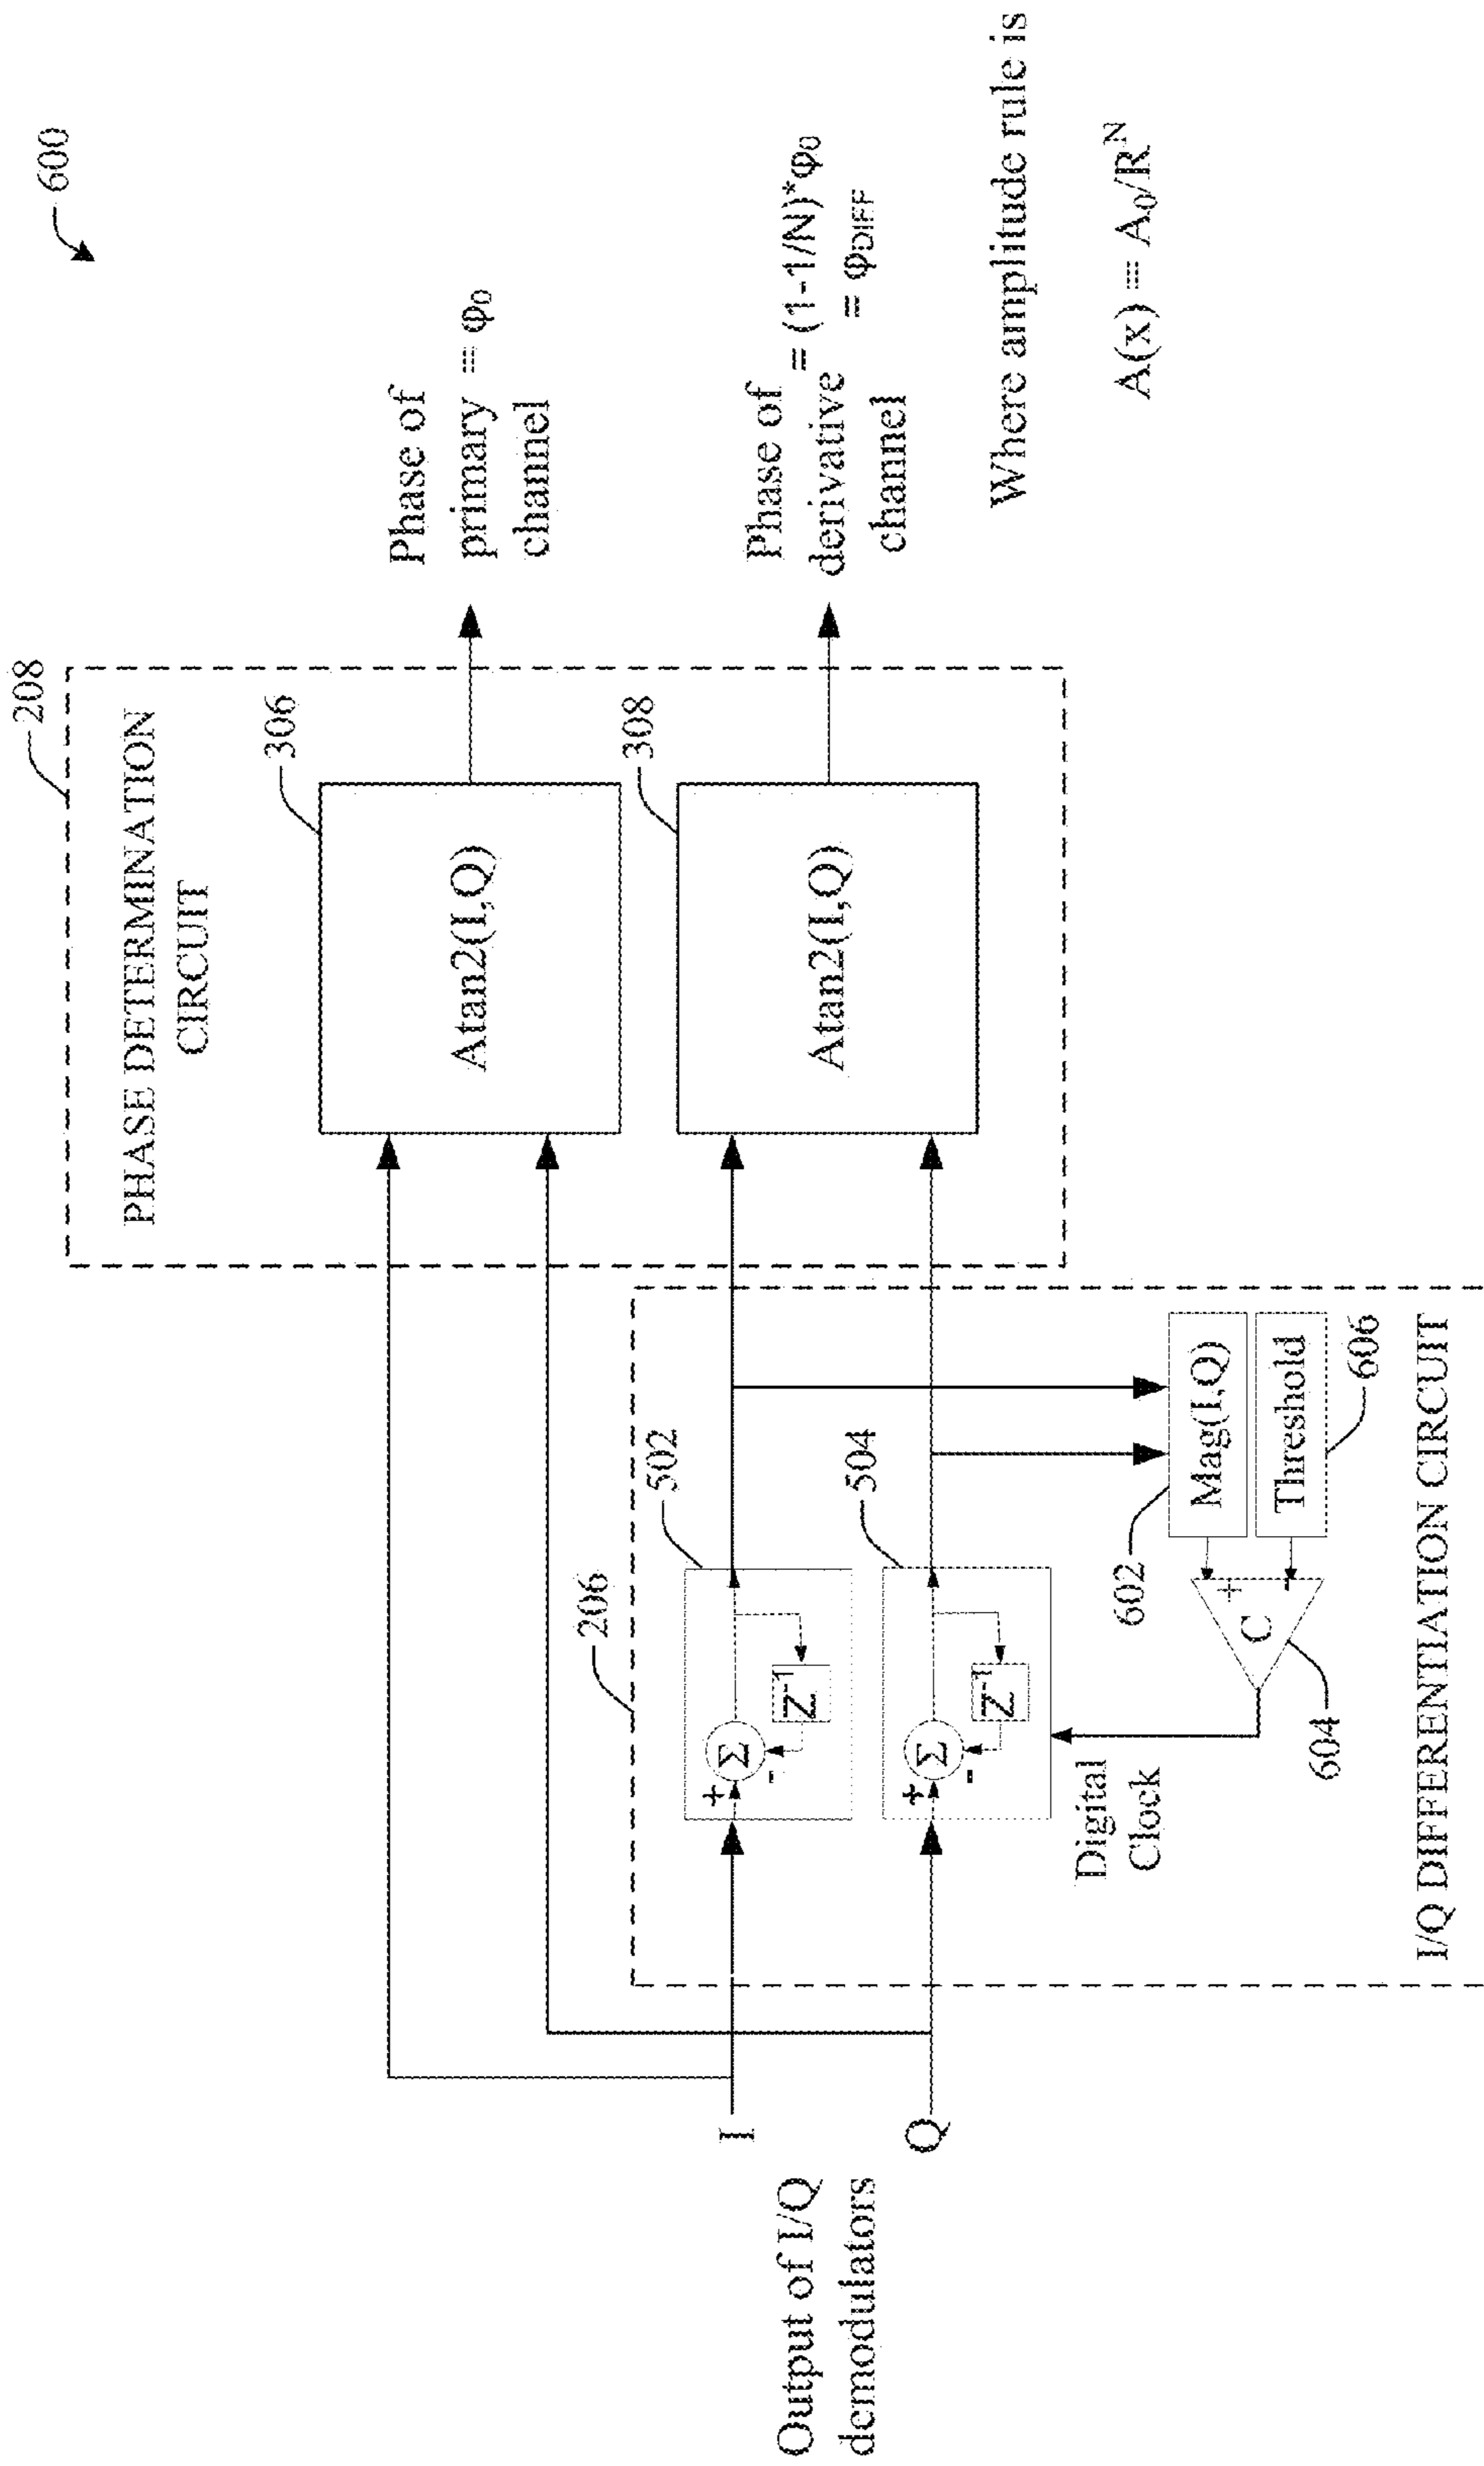 600
208
PHASE DETERMINATION
CIRCUIT
306
Atan2(I,Q)
Phase of
primary = φ₀
channel
308
Atan2(I,Q)
Phase of
derivative = (1-1/N)*φ₀
channel = φDIFF
Where amplitude rule is
A(x) = A₀/Rᴺ
Output of I/Q
demodulators
I
Q
206
502
+
Σ
-
Z⁻¹
504
+
Σ
-
Z⁻¹
Digital
Clock
602
Mag(I,Q)
Threshold
606
+
-
C
604
I/Q DIFFERENTIATION CIRCUIT